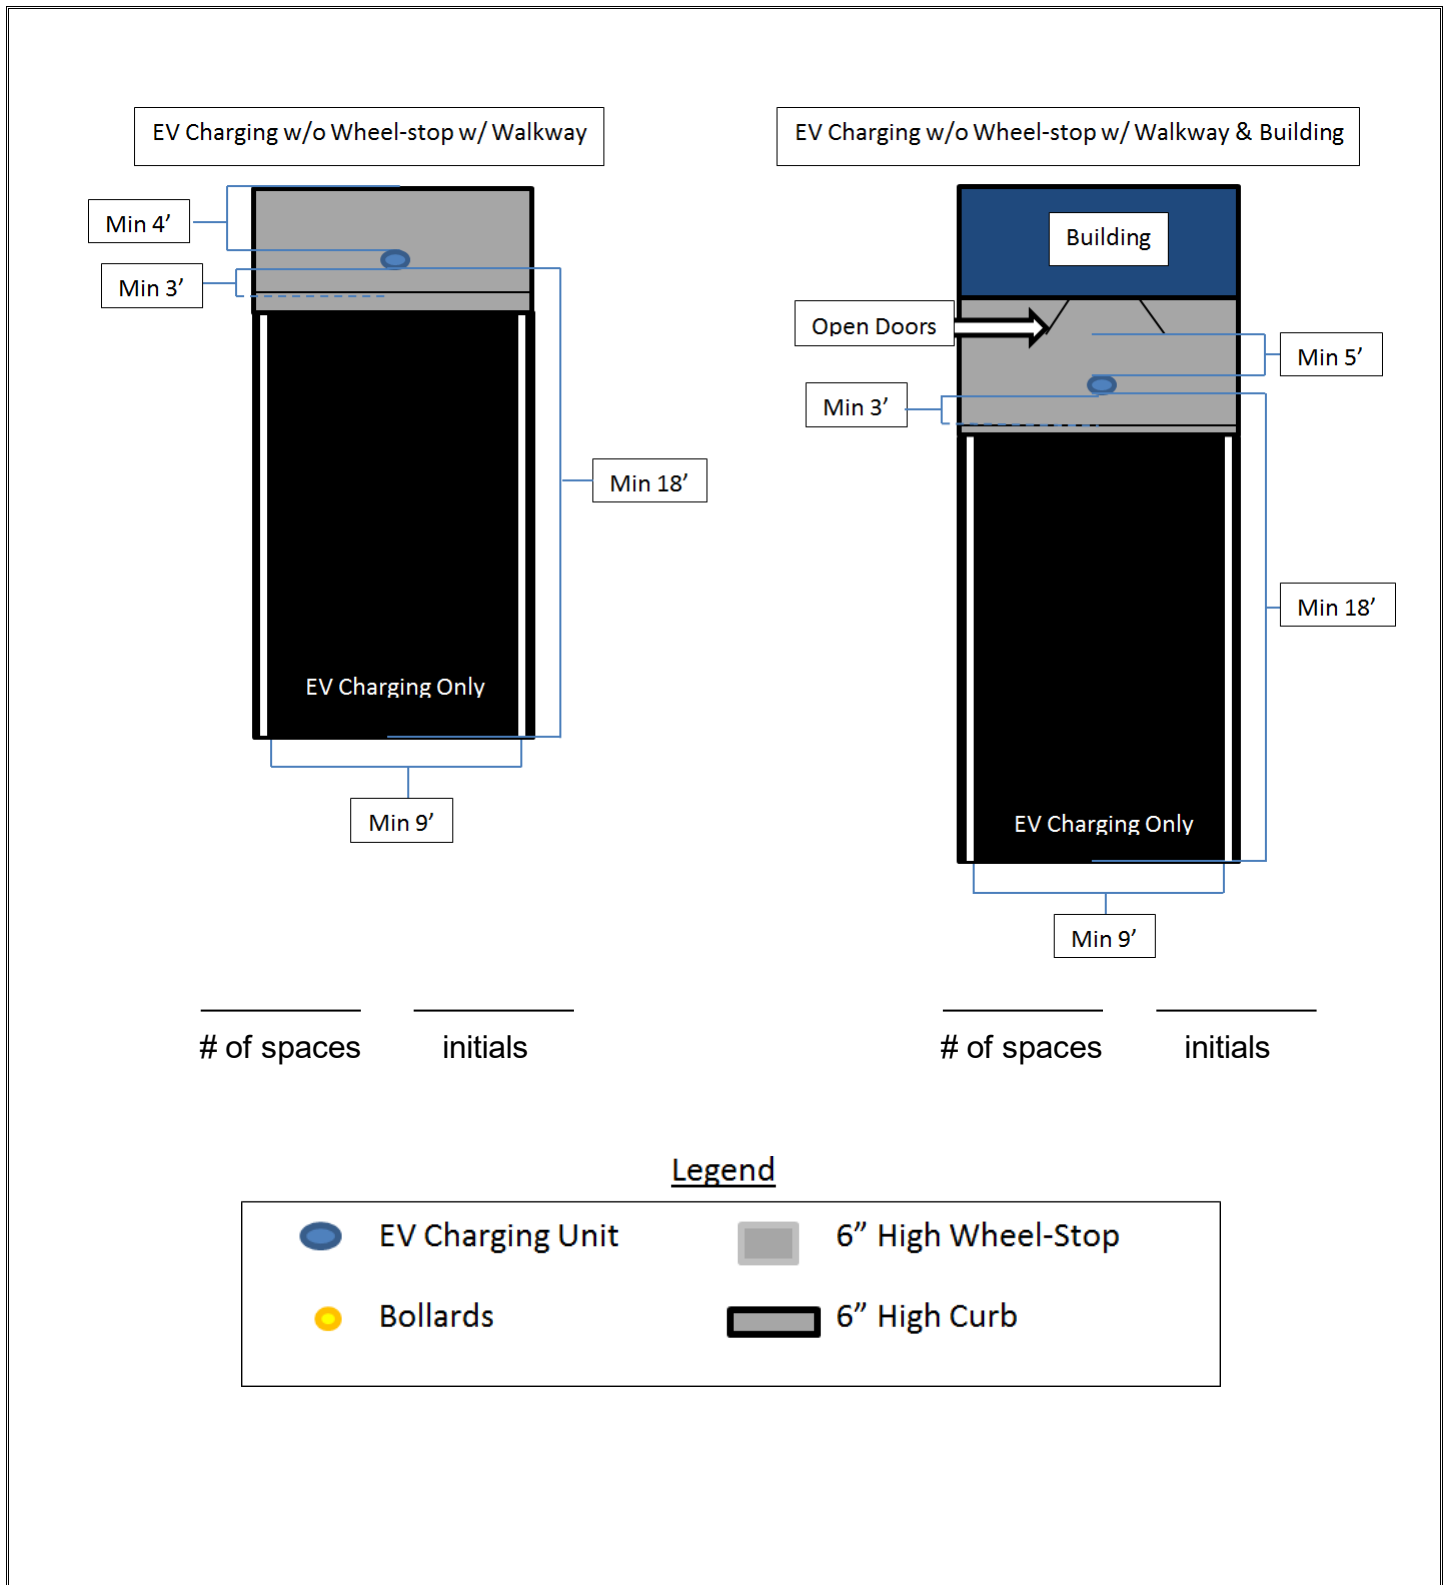 EV Charging w/o Wheel-stop w/ Walkway
Min 4’
Min 3’
Min 18’
EV Charging Only
Min 9’
# of spaces
initials
EV Charging w/o Wheel-stop w/ Walkway & Building
Building
Open Doors
Min 5’
Min 3’
Min 18’
EV Charging Only
Min 9’
# of spaces
initials
Legend
EV Charging Unit
6” High Wheel-Stop
Bollards
6” High Curb